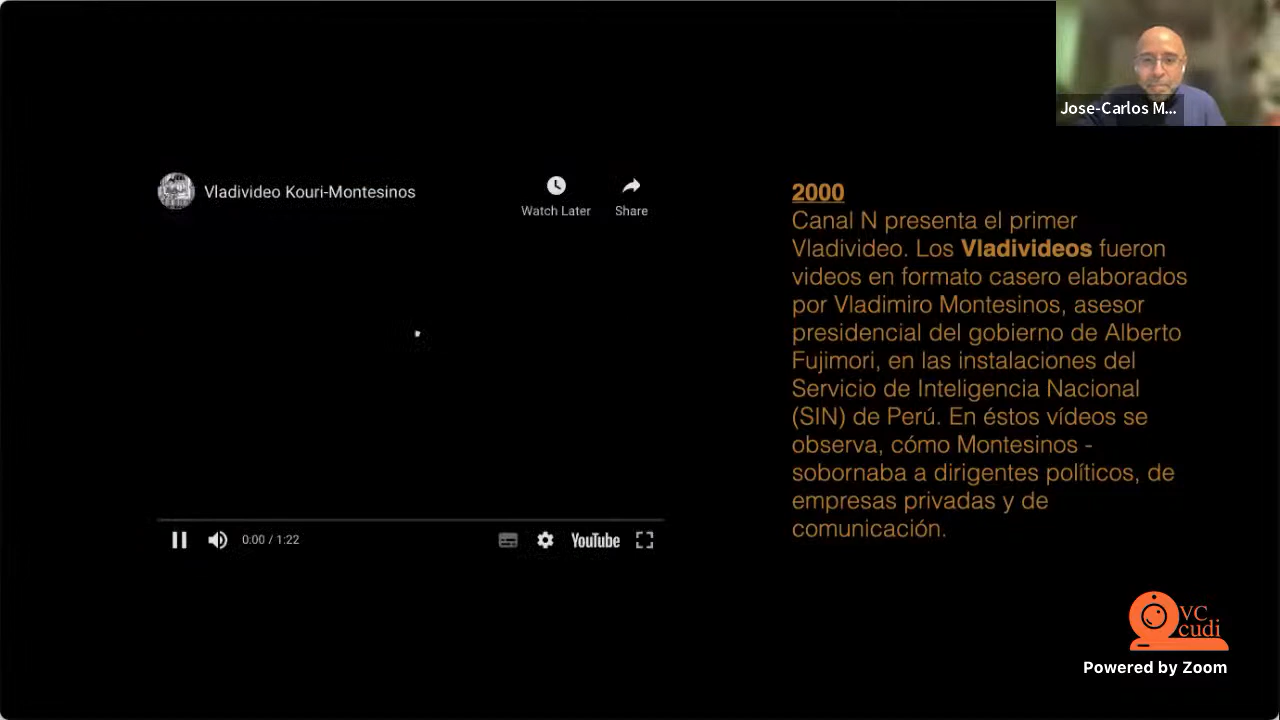 Jose-Carlos M...
Vladivideo Kouri-Montesinos
Watch Later
Share
2000
Canal N presenta el primer
Vladivideo. Los Vladivideos fueron
videos en formato casero elaborados
por Vladimiro Montesinos, asesor
presidencial del gobierno de Alberto
Fujimori, en las instalaciones del
Servicio de Inteligencia Nacional
(SIN) de Perú. En éstos vídeos se
observa, cómo Montesinos -
sobornaba a dirigentes políticos, de
empresas privadas y de
comunicación.
0:00 / 1:22
YouTube
VC
cudi
Powered by Zoom